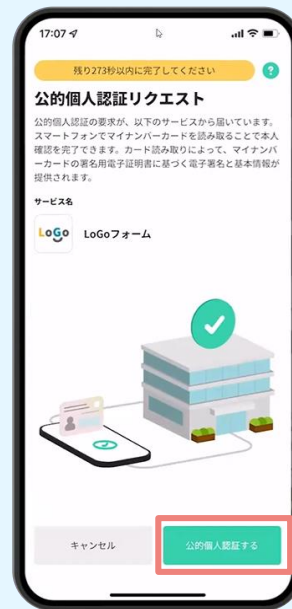 17:07
残り273秒以内に完了してください
?
公的個人認証リクエスト
公的個人認証の要求が、以下のサービスから届いています。
スマートフォンでマイナンバーカードを読み取ることで本人
確認を完了できます。カード読み取りによって、マイナンバ
ーカードの署名用電子証明書に基づく電子署名と基本情報が
提供されます。
サービス名
LoGo
LoGoフォーム
キャンセル
公的個人認証する